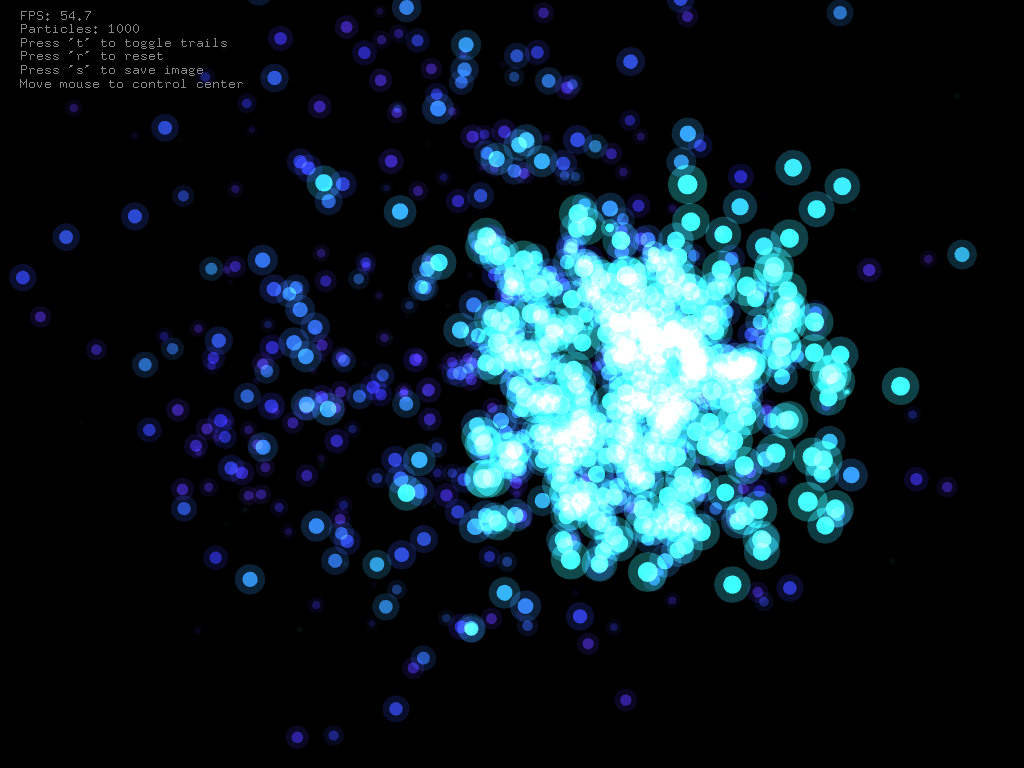 FPS: 54.7
Particles: 1000
Press 't' to toggle trails
Press 'r' to reset
Press 's' to save image
Move mouse to control center